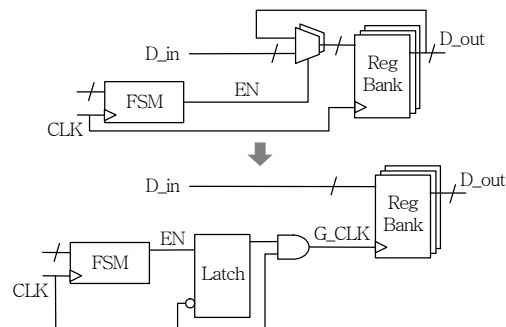 D_in
D_out
Reg
Bank
FSM
EN
CLK
D_in
D_out
Reg
Bank
EN
G_CLK
FSM
Latch
CLK